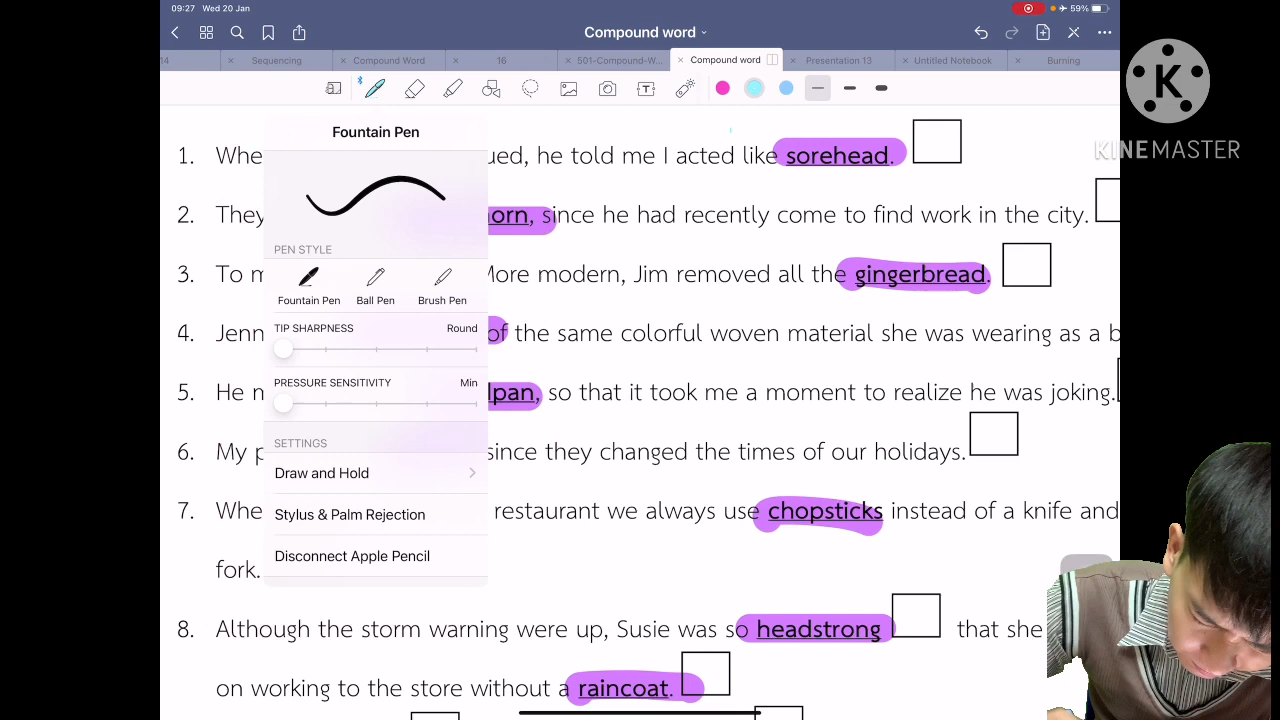 09:27 Wed 20 Jan
59%
Compound word
14
Sequencing
Compound Word
16
501-Compound-W...
Compound word
Presentation 13
Untitled Notebook
Burning
K
KINEMASTER
Fountain Pen
PEN STYLE
Fountain Pen Ball Pen Brush Pen
TIP SHARPNESS Round
PRESSURE SENSITIVITY Min
SETTINGS
Draw and Hold
Stylus & Palm Rejection
Disconnect Apple Pencil
1. Whe ued, he told me I acted like sorehead.
2. They orn, since he had recently come to find work in the city.
3. To m More modern, Jim removed all the gingerbread.
4. Jenn of the same colorful woven material she was wearing as a b
5. He m lpan, so that it took me a moment to realize he was joking.
6. My p since they changed the times of our holidays.
7. Whe restaurant we always use chopsticks instead of a knife and
fork.
8. Although the storm warning were up, Susie was so headstrong that she
on working to the store without a raincoat.